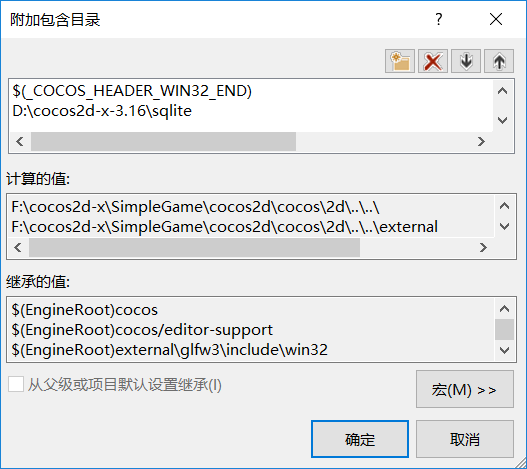 附加包含目录
$(_COCOS_HEADER_WIN32_END)
D:\cocos2d-x-3.16\sqlite
计算的值:
F:\cocos2d-x\SimpleGame\cocos2d\cocos\2d\..\..\
F:\cocos2d-x\SimpleGame\cocos2d\cocos\2d\..\..\external
继承的值:
$(EngineRoot)cocos
$(EngineRoot)cocos/editor-support
$(EngineRoot)external\glfw3\include\win32
从父级或项目默认设置继承(I)
宏(M) >>
确定 取消